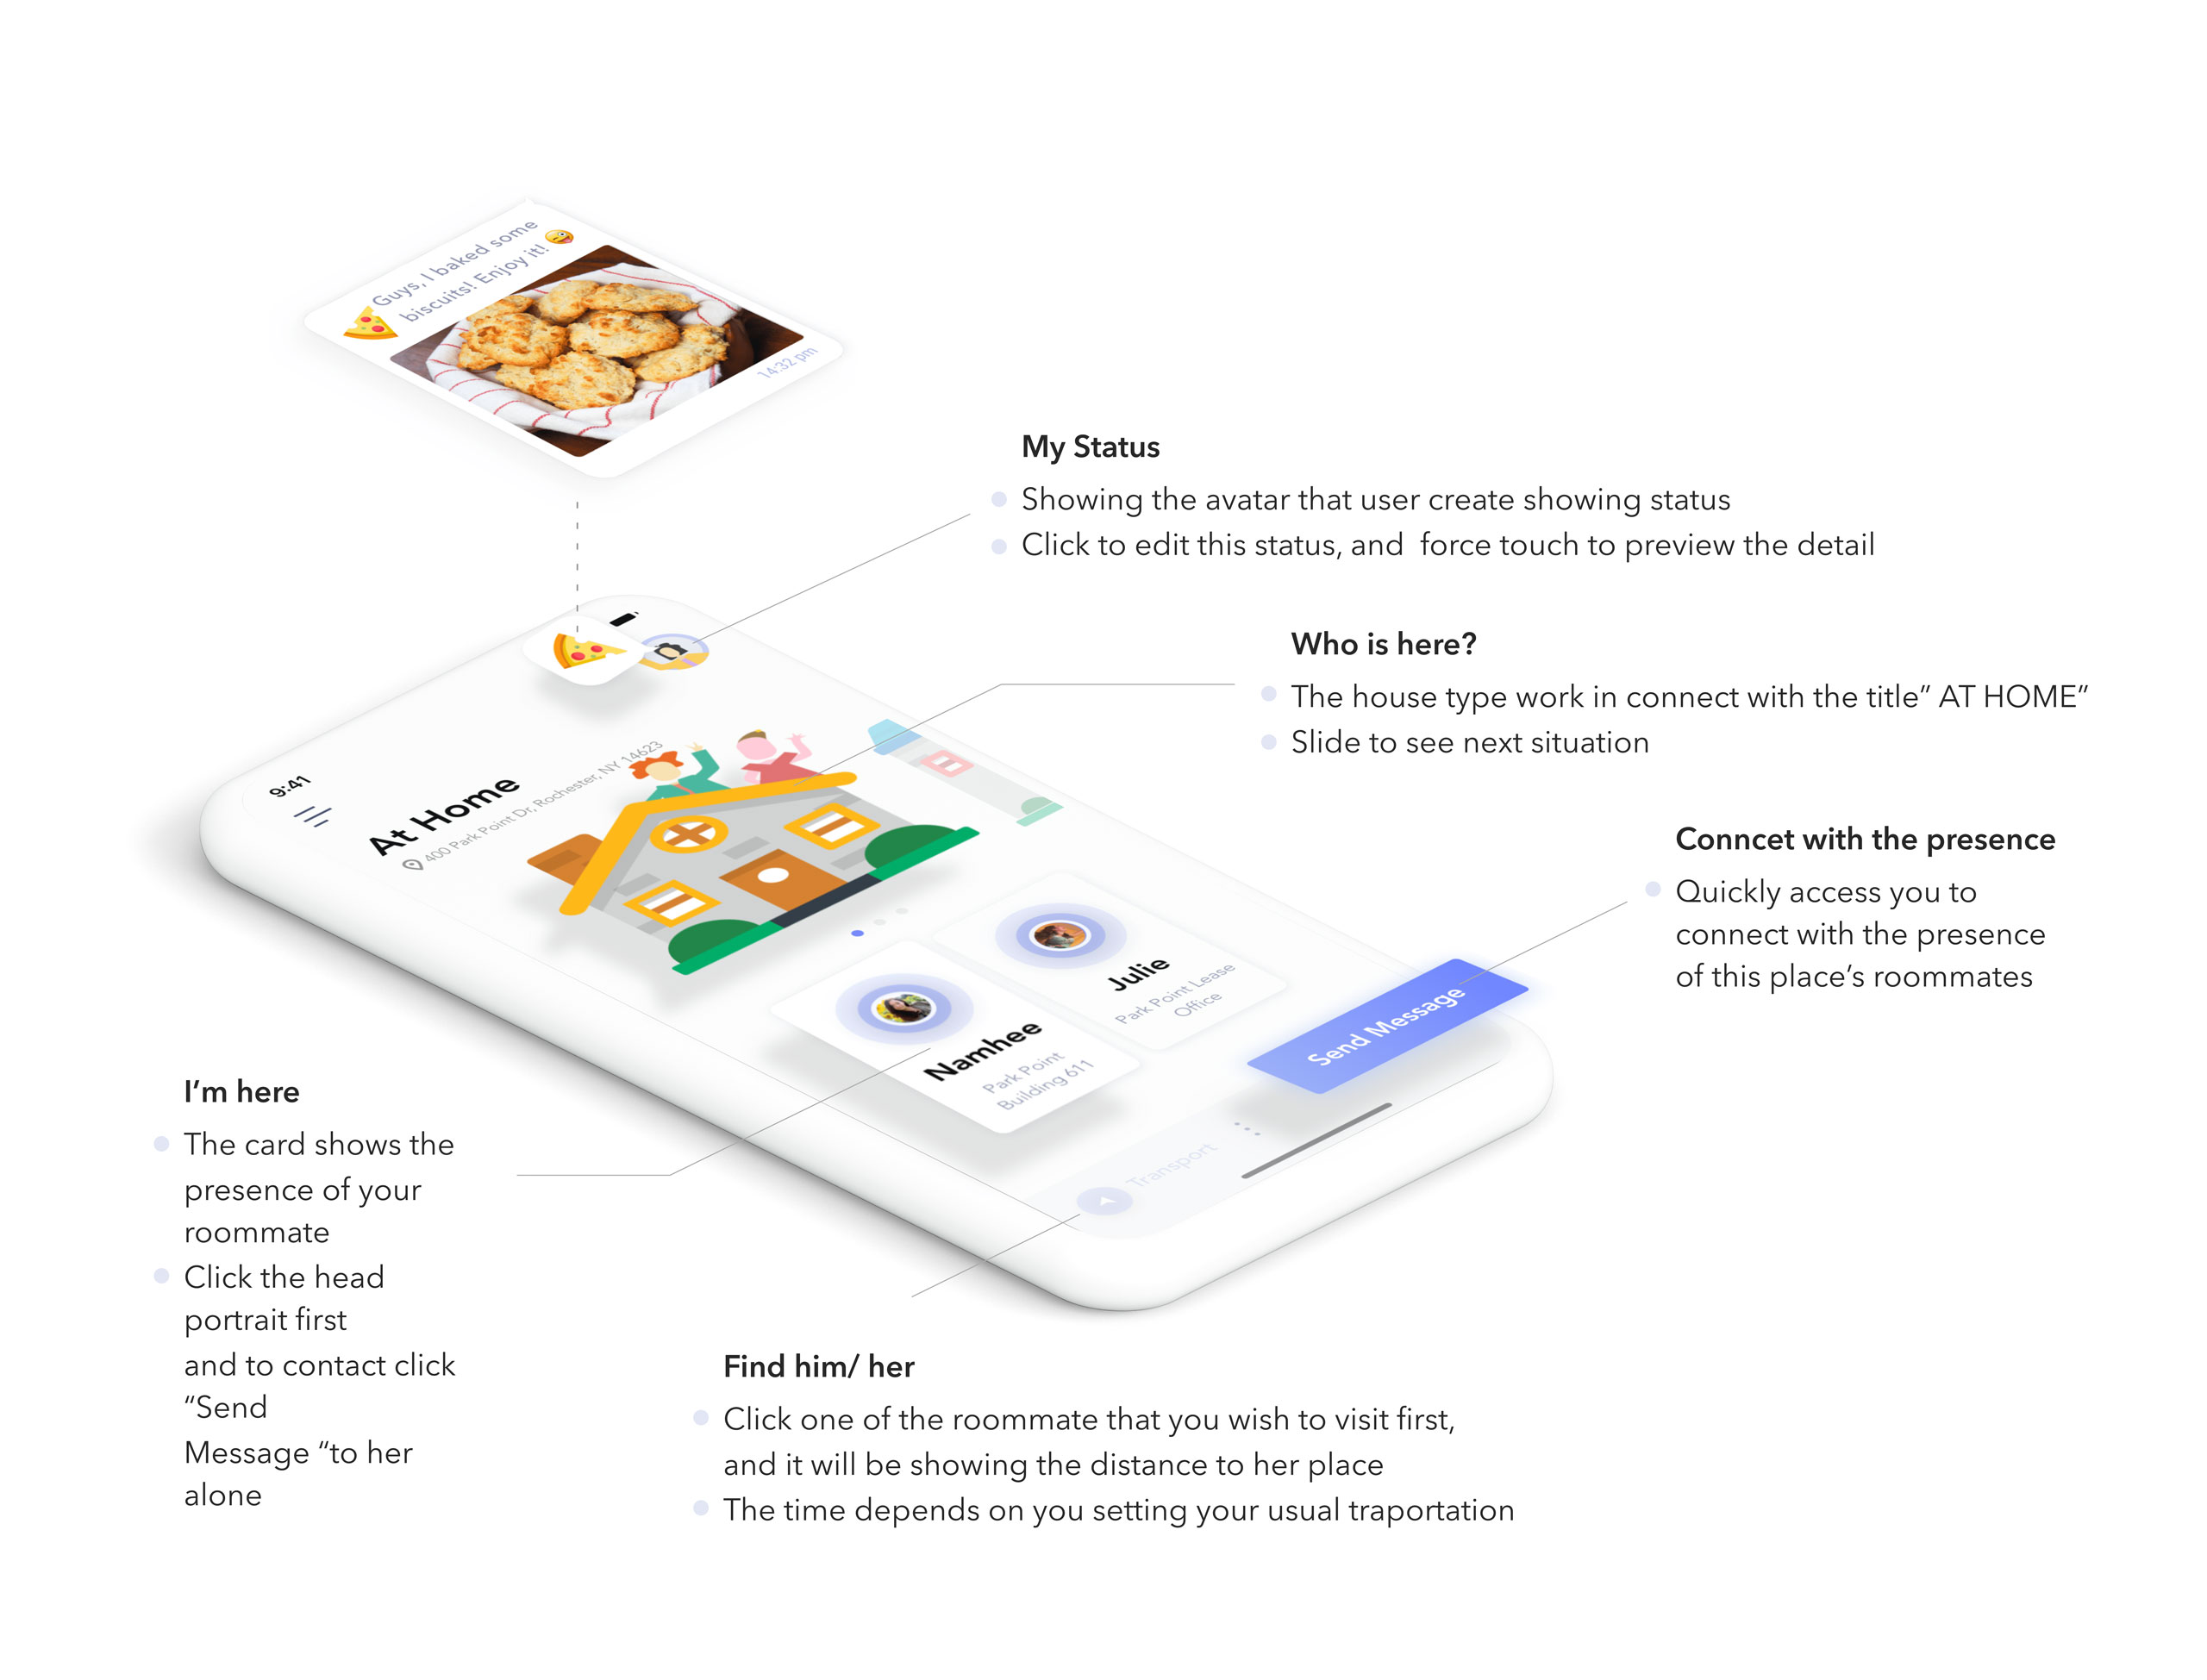 Guys, I baked some
biscuits! Enjoy it!
14:32 pm
My Status
Showing the avatar that user create showing status
Click to edit this status, and  force touch to preview the detail
Who is here?
The house type work in connect with the title” AT HOME”
Slide to see next situation
9:41
At Home
400 Park Point Dr, Rochester, NY 14623
Conncet with the presence
Quickly access you to
connect with the presence
of this place’s roommates
Julie
Park Point Lease
Office
Namhee
Park Point
Building 611
Send Message
Transport
I’m here
The card shows the
presence of your
roommate
Click the head
portrait first
and to contact click
“Send
Message “to her
alone
Find him/ her
Click one of the roommate that you wish to visit first,
and it will be showing the distance to her place
The time depends on you setting your usual traportation